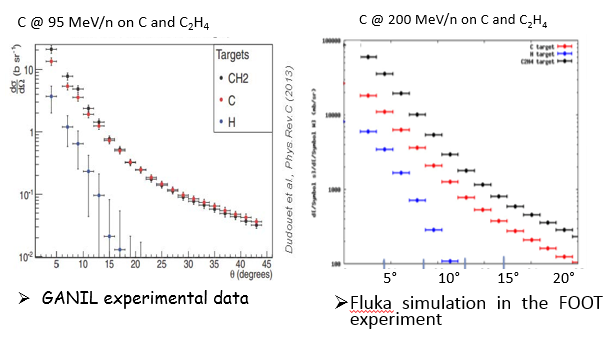 C @ 95 MeV/n on C and C₂H₄
C @ 200 MeV/n on C and C₂H₄
dσ/dΩ (b sr⁻¹)
10
1
10⁻¹
10⁻²
5 10 15 20 25 30 35 40 45
θ (degrees)
Targets
CH2
C
H
Dudouet et al., Phys.Rev.C (2013)
100000
10000
1000
100
C target
H target
C2H4 target
5° 10° 15° 20°
➢ GANIL experimental data
➢Fluka simulation in the FOOT
experiment